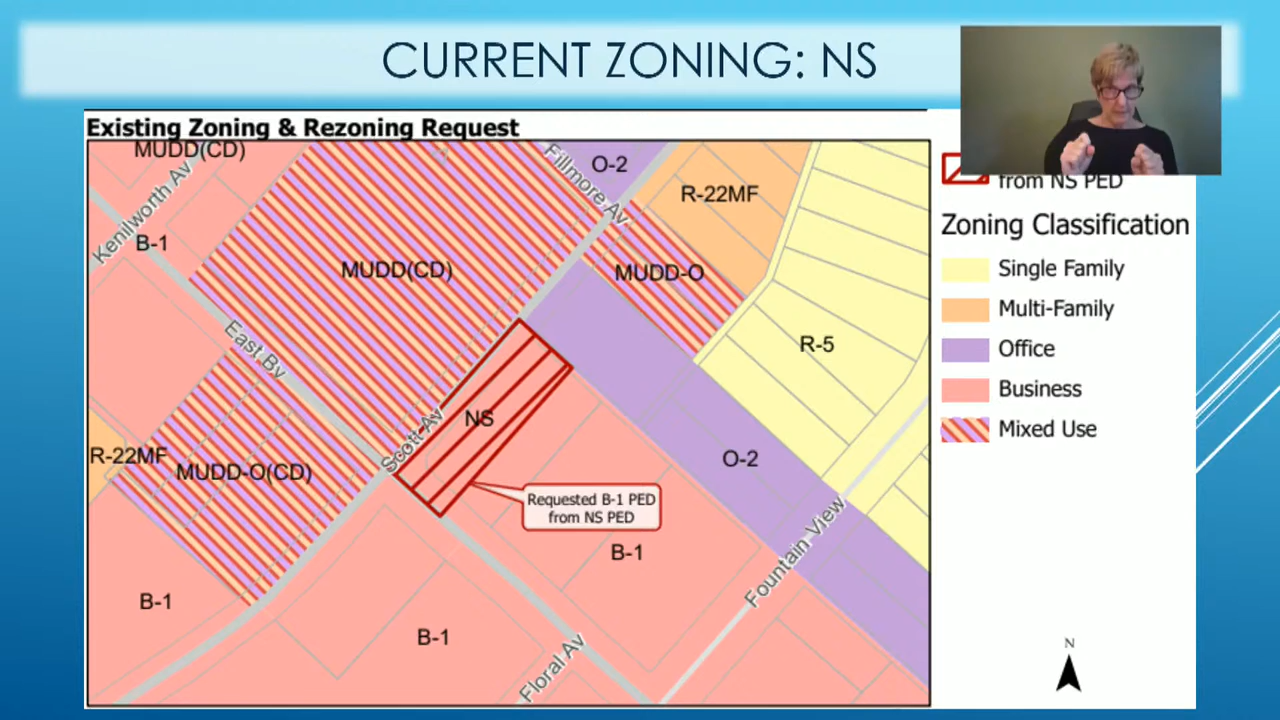 CURRENT ZONING: NS
Existing Zoning & Rezoning Request
MUDD(CD)
Kenilworth Av
Fillmore Av
O-2
R-22MF
from NS PED
B-1
MUDD(CD)
MUDD-O
Zoning Classification
Single Family
Multi-Family
East Bv
R-5
Office
Business
Scott Av
NS
Mixed Use
R-22MF
MUDD-O(CD)
O-2
Requested B-1 PED
from NS PED
B-1
Fountain View
B-1
B-1
Floral Av
N